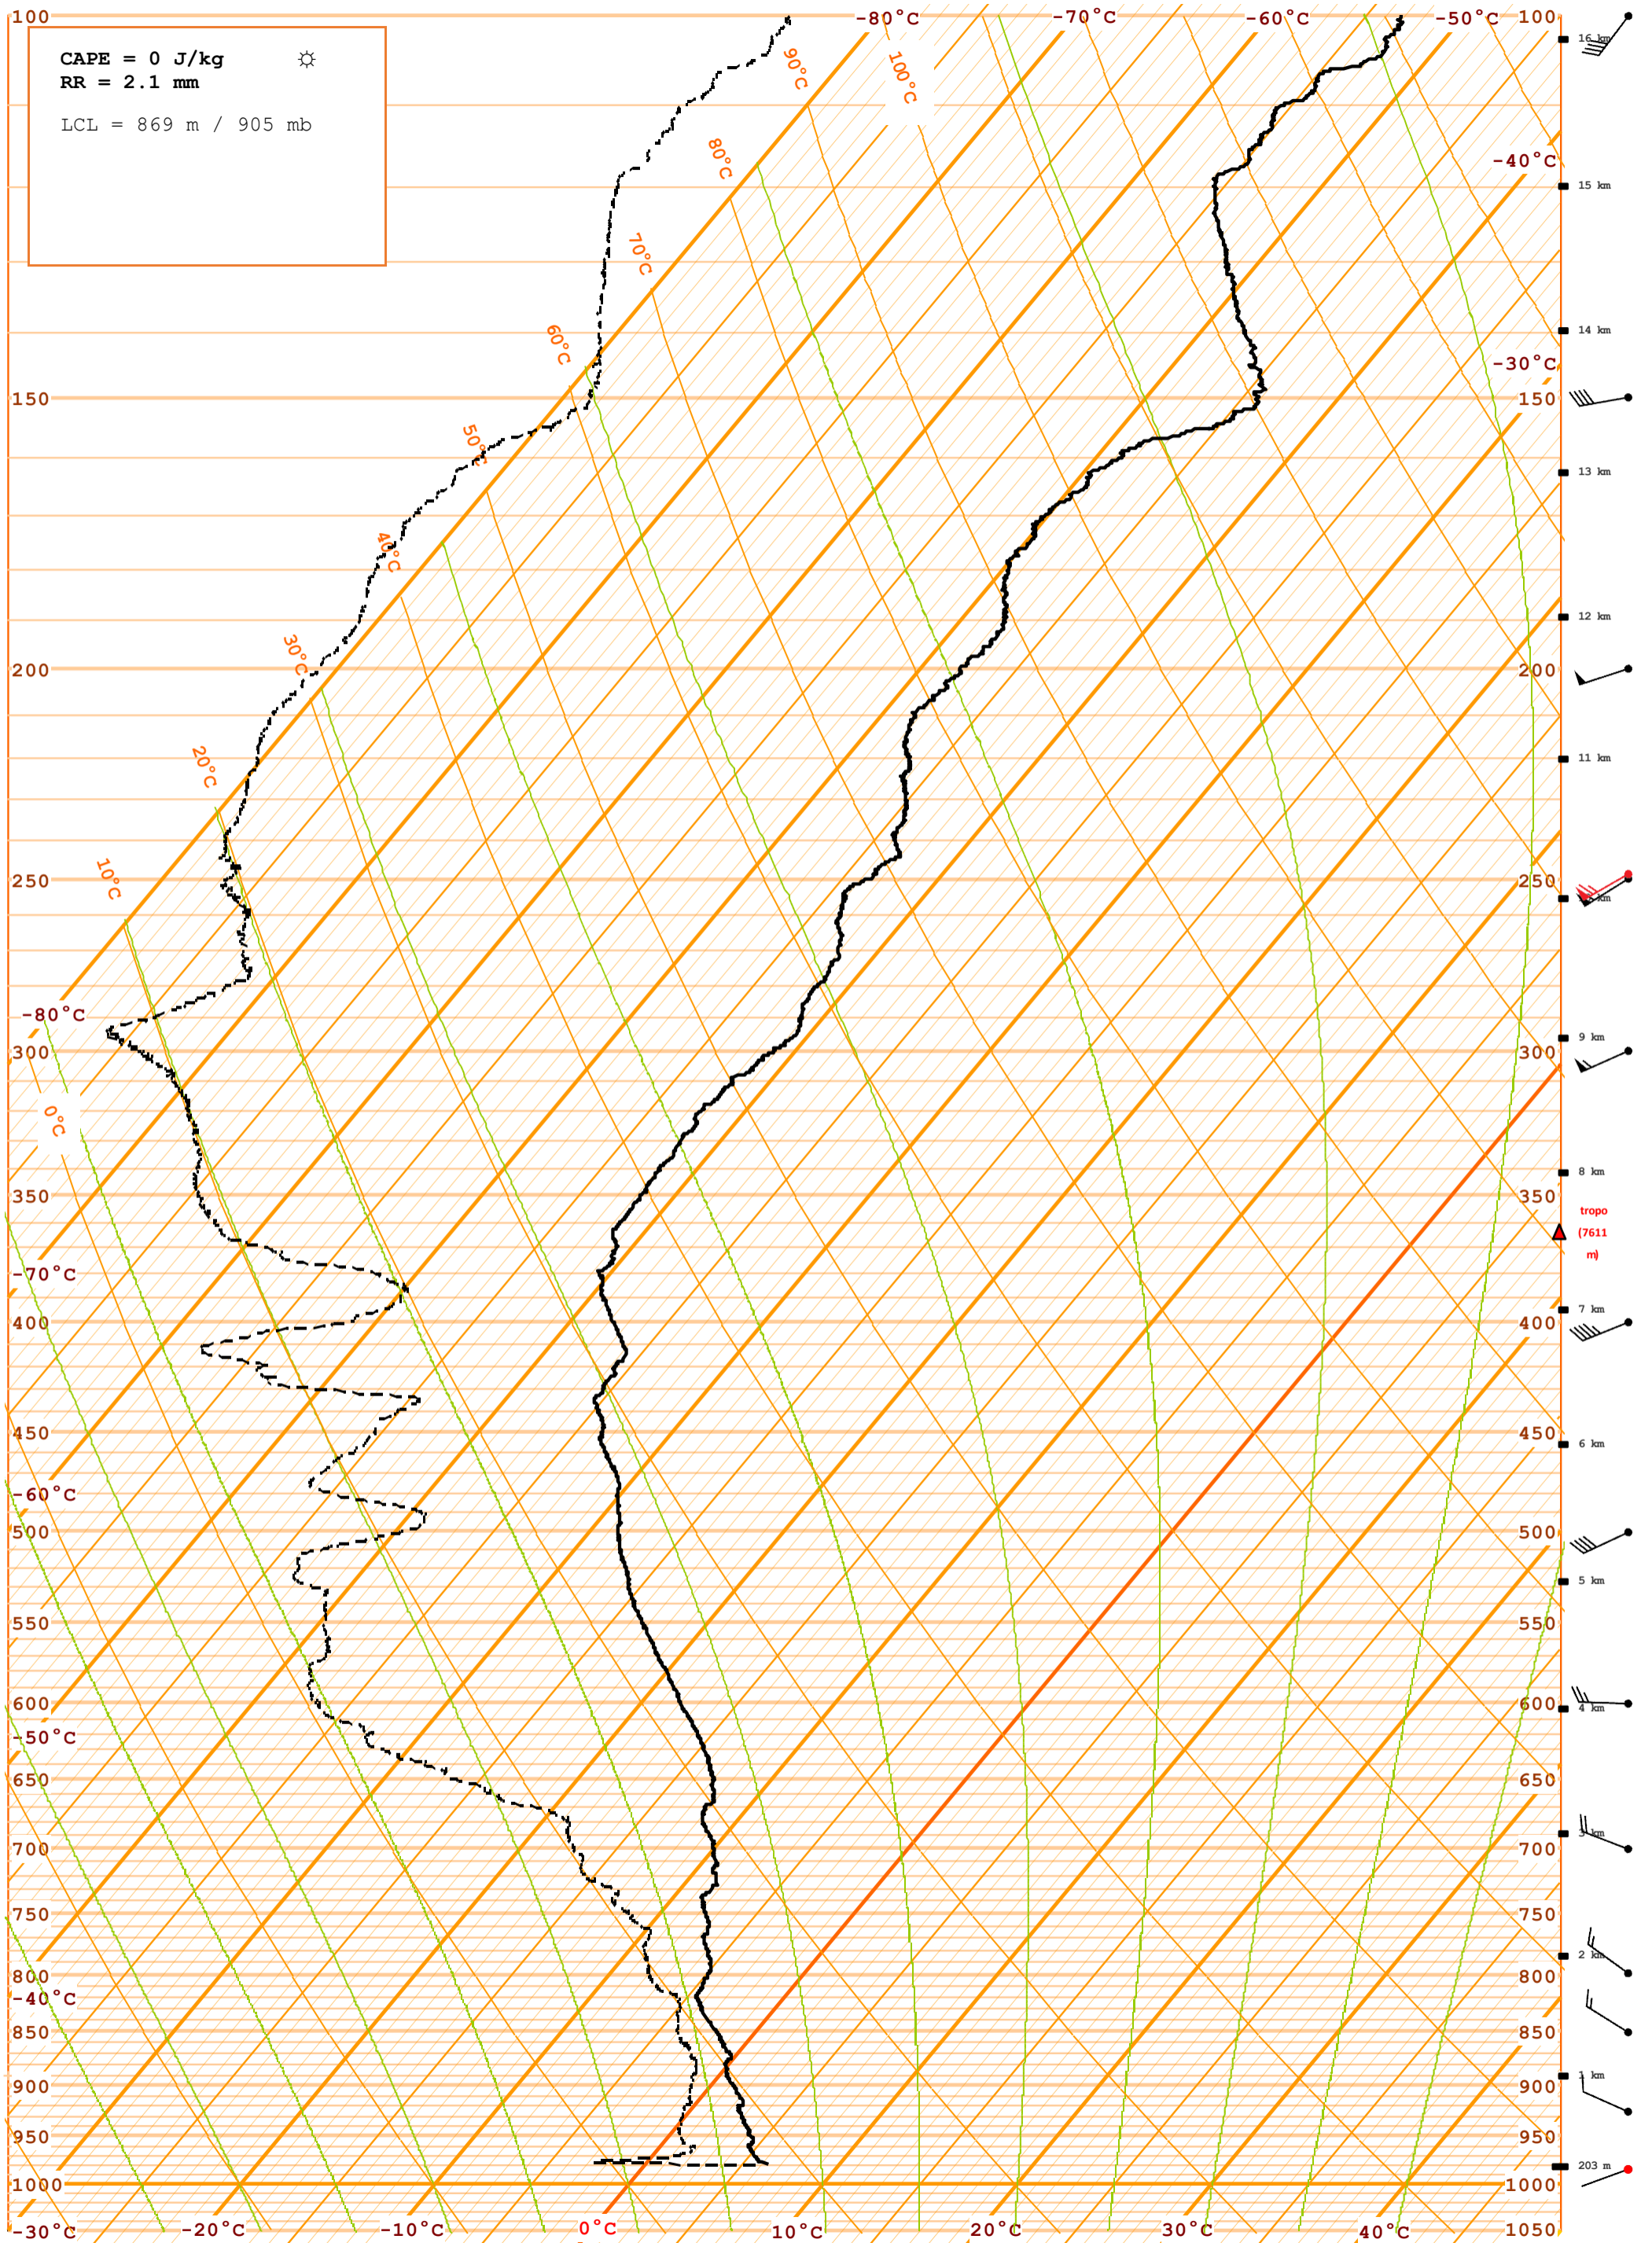 100
-80°C
-70°C
-60°C
-50°C
100
16 km
CAPE = 0 J/kg ☼
RR = 2.1 mm
LCL = 869 m / 905 mb
90°C
100°C
80°C
-40°C
15 km
70°C
14 km
60°C
-30°C
150
150
50°C
13 km
40°C
12 km
30°C
200
200
20°C
11 km
10°C
250
250
km
-80°C
9 km
300
300
0°C
8 km
350
350
tropo
(7611
m)
-70°C
7 km
400
400
450
450
6 km
-60°C
500
500
5 km
550
550
600
600
4 km
-50°C
650
650
3 km
700
700
750
750
2 km
800
800
-40°C
850
850
1 km
900
900
950
950
203 m
1000
1000
-30°C
-20°C
-10°C
0°C
10°C
20°C
30°C
40°C
1050